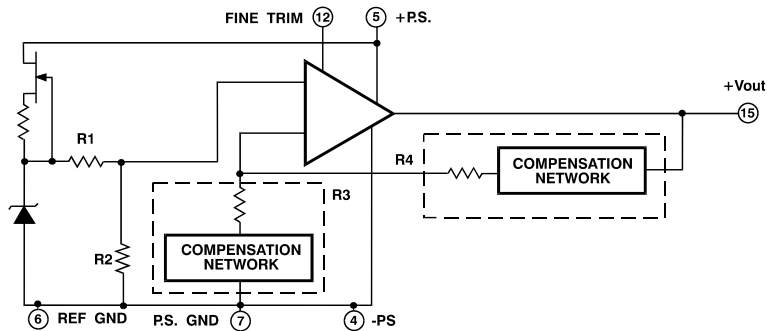 FINE TRIM 12 5 +P.S.
+Vout
15
R1
R4
COMPENSATION
NETWORK
R3
R2
COMPENSATION
NETWORK
6 REF GND P.S. GND 7 4 -PS